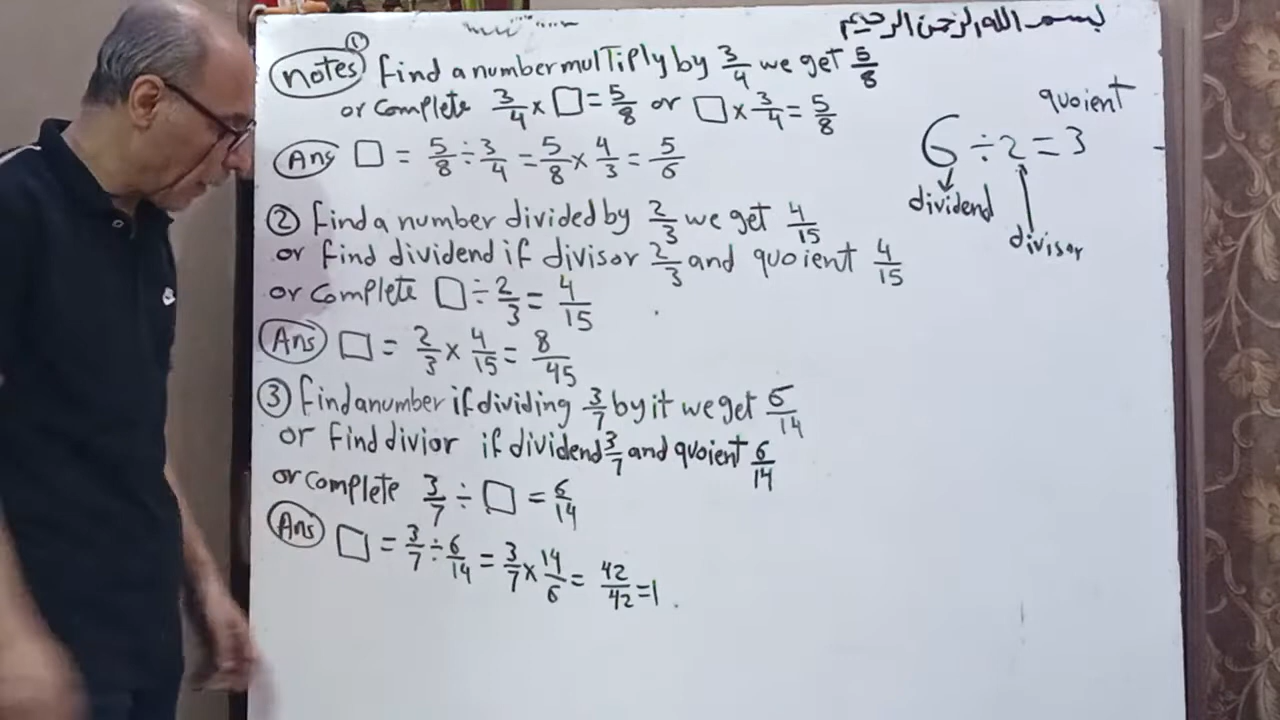 بسم الله الرحمن الرحيم
notes ① Find a number multiply by 3/4 we get 5/8
or complete 3/4 × □ = 5/8 or □ × 3/4 = 5/8
Ans □ = 5/8 ÷ 3/4 = 5/8 × 4/3 = 5/6
② Find a number divided by 2/3 we get 4/15
or find dividend if divisor 2/3 and quoient 4/15
or complete □ ÷ 2/3 = 4/15
Ans □ = 2/3 × 4/15 = 8/45
③ Find a number if dividing 3/7 by it we get 6/14
or find divior if dividend 3/7 and quoient 6/14
or complete 3/7 ÷ □ = 6/14
Ans □ = 3/7 ÷ 6/14 = 3/7 × 14/6 = 42/42 = 1
quoient
6 ÷ 2 = 3
dividend
divisor